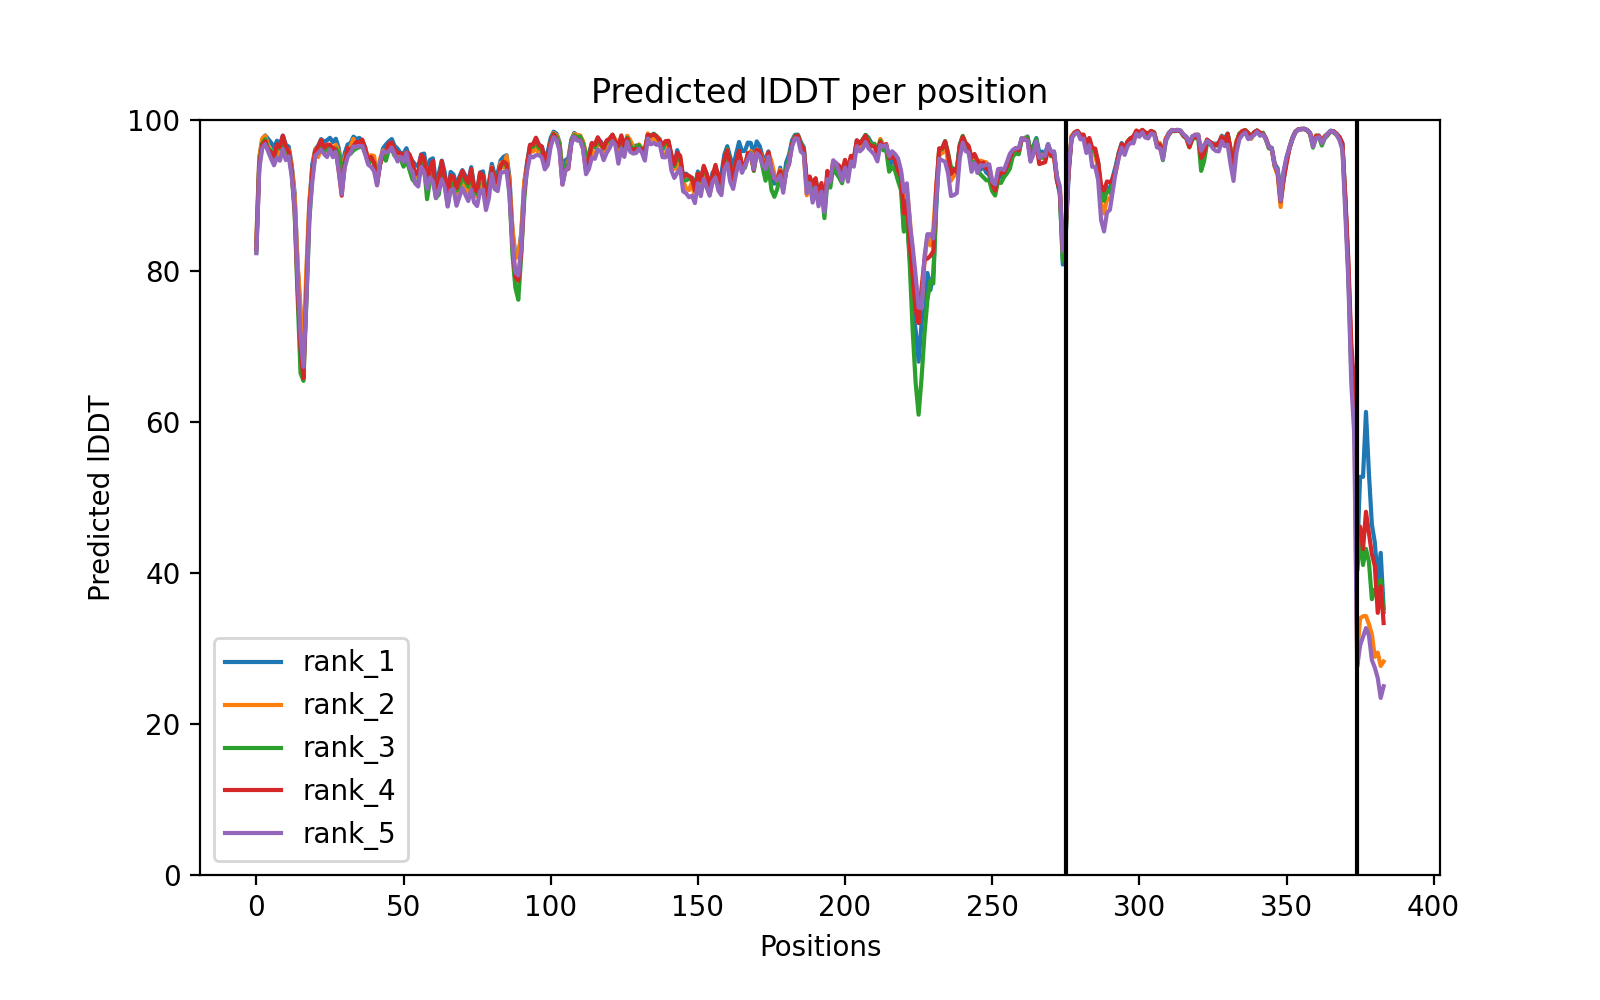 Predicted lDDT per position
100
80
60
40
20
0
Predicted lDDT
rank_1
rank_2
rank_3
rank_4
rank_5
0 50 100 150 200 250 300 350 400
Positions